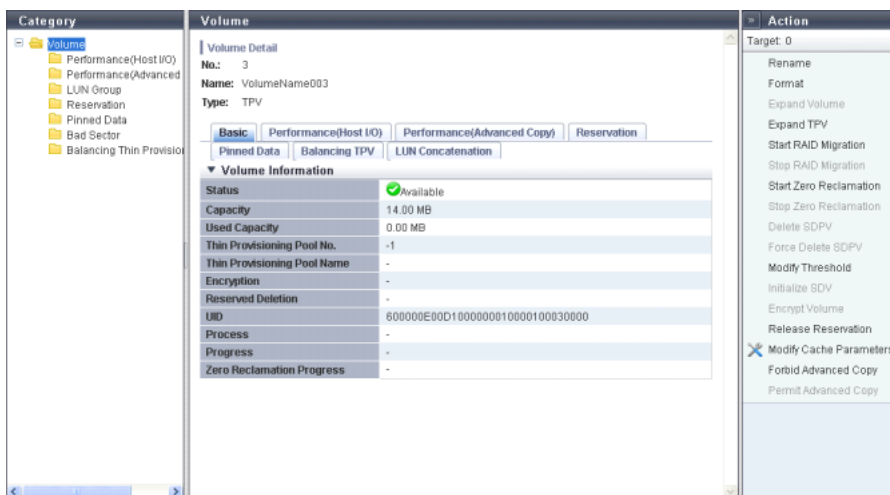 Category
Volume
Performance(Host I/O)
Performance(Advanced
LUN Group
Reservation
Pinned Data
Bad Sector
Balancing Thin Provision
Volume
Volume Detail
No.: 3
Name: VolumeName003
Type: TPV
Basic Performance(Host I/O) Performance(Advanced Copy) Reservation
Pinned Data Balancing TPV LUN Concatenation
Volume Information
Status Available
Capacity 14.00 MB
Used Capacity 0.00 MB
Thin Provisioning Pool No. -1
Thin Provisioning Pool Name -
Encryption -
Reserved Deletion -
UID 600000E00D1000000010000100030000
Process -
Progress -
Zero Reclamation Progress -
» Action
Target: 0
Rename
Format
Expand Volume
Expand TPV
Start RAID Migration
Stop RAID Migration
Start Zero Reclamation
Stop Zero Reclamation
Delete SDPV
Force Delete SDPV
Modify Threshold
Initialize SDV
Encrypt Volume
Release Reservation
Modify Cache Parameters
Forbid Advanced Copy
Permit Advanced Copy